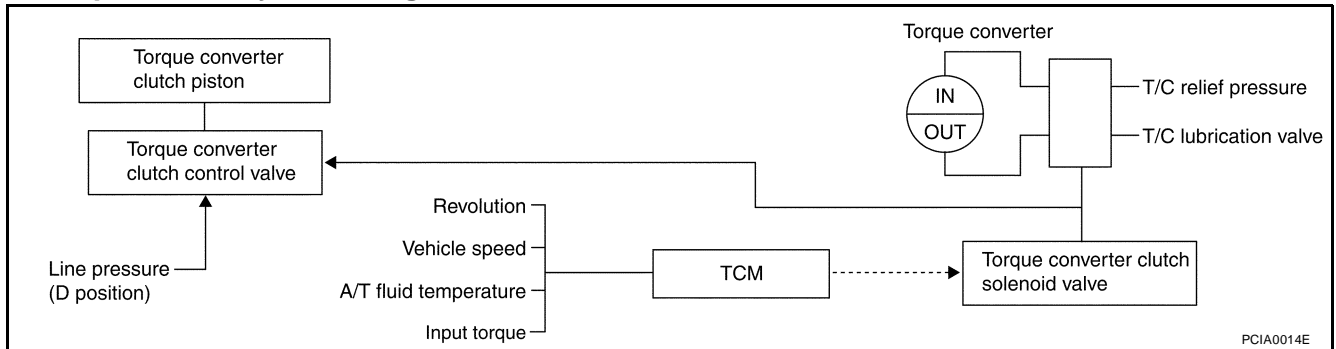 Torque converter
Torque converter
clutch piston
IN
OUT
T/C relief pressure
T/C lubrication valve
Torque converter
clutch control valve
Revolution
Vehicle speed
A/T fluid temperature
Input torque
Line pressure
(D position)
TCM
Torque converter clutch
solenoid valve
PCIA0014E